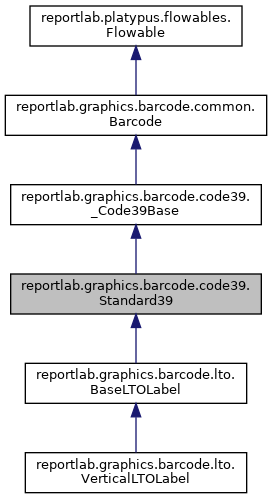 reportlab.platypus.flowables.
Flowable
reportlab.graphics.barcode.common.
Barcode
reportlab.graphics.barcode.code39.
_Code39Base
reportlab.graphics.barcode.code39.
Standard39
reportlab.graphics.barcode.lto.
BaseLTOLabel
reportlab.graphics.barcode.lto.
VerticalLTOLabel